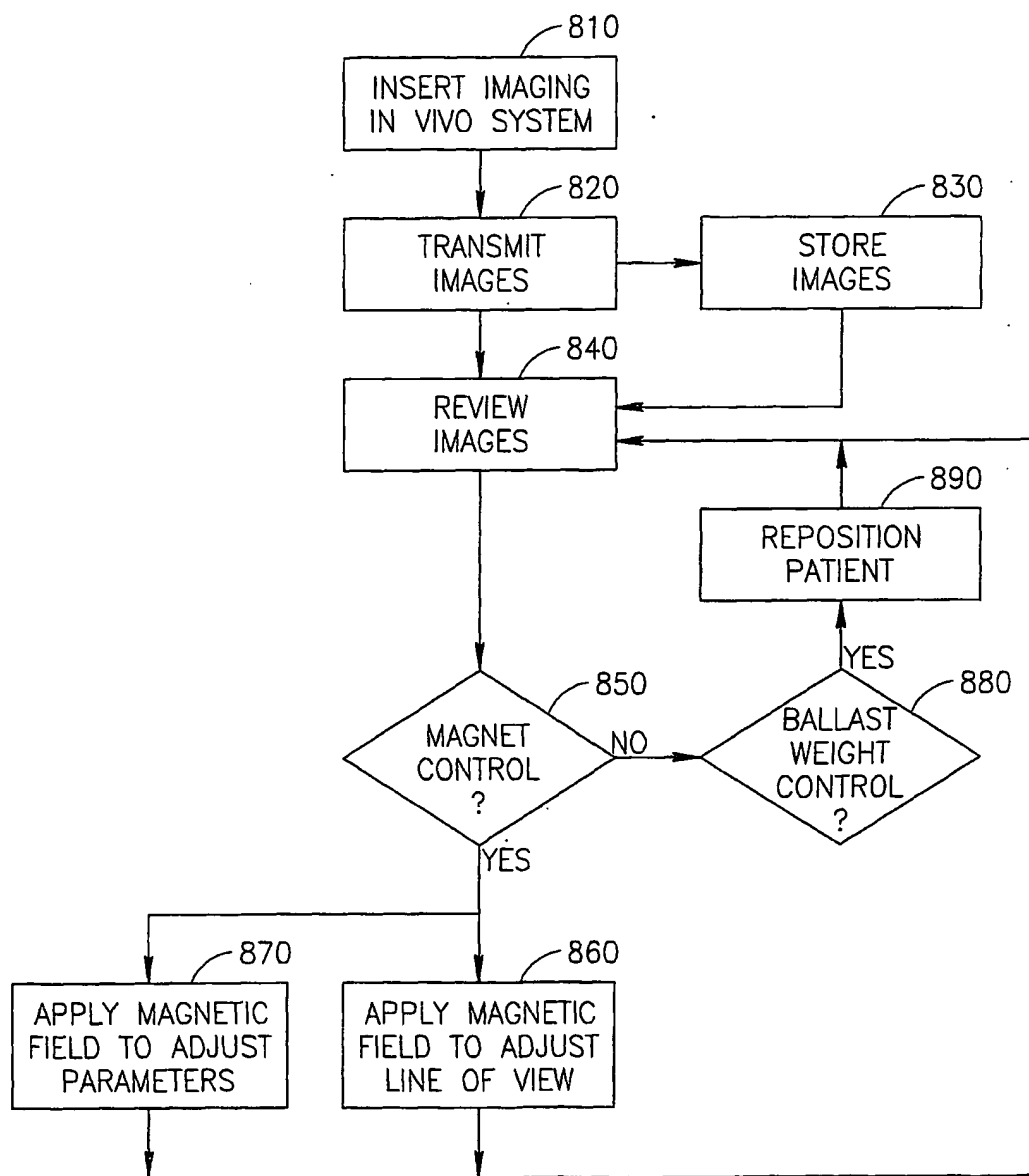 810
INSERT IMAGING
IN VIVO SYSTEM
820
TRANSMIT
IMAGES
830
STORE
IMAGES
840
REVIEW
IMAGES
890
REPOSITION
PATIENT
850
MAGNET
CONTROL
?
NO
YES
880
BALLAST
WEIGHT
CONTROL
?
YES
870
APPLY MAGNETIC
FIELD TO ADJUST
PARAMETERS
860
APPLY MAGNETIC
FIELD TO ADJUST
LINE OF VIEW